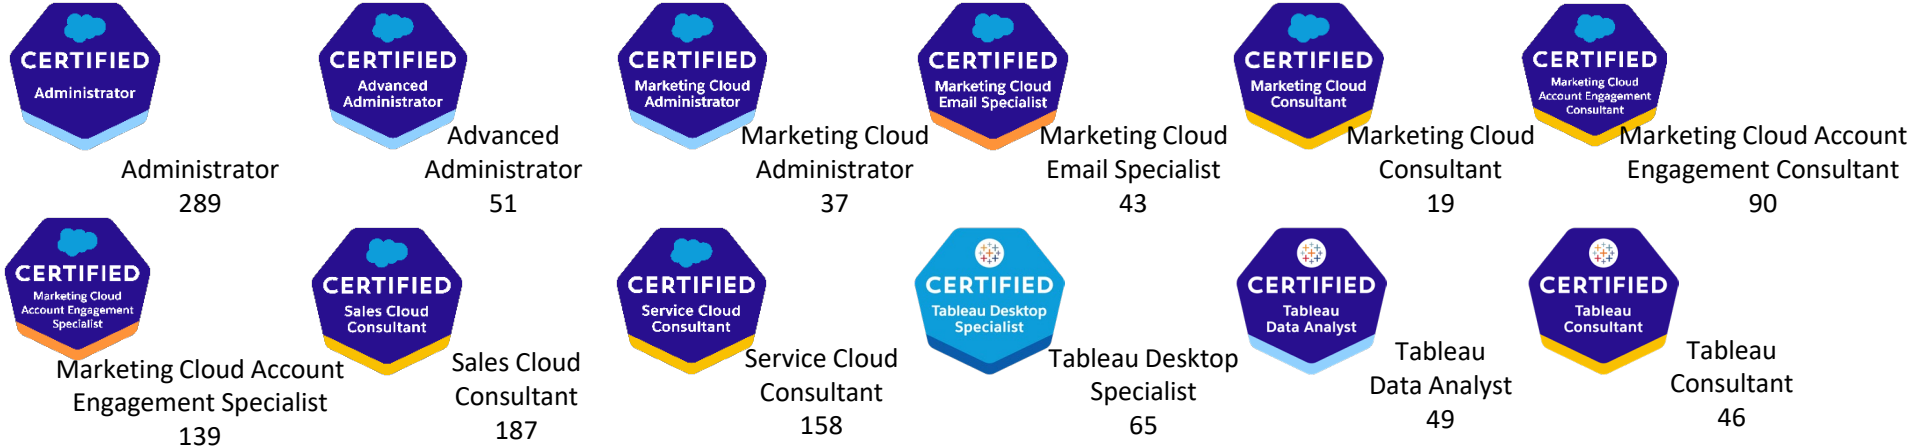 CERTIFIED
Administrator
Administrator
289
CERTIFIED
Advanced
Administrator
Advanced
Administrator
51
CERTIFIED
Marketing Cloud
Administrator
Marketing Cloud
Administrator
37
CERTIFIED
Marketing Cloud
Email Specialist
Marketing Cloud
Email Specialist
43
CERTIFIED
Marketing Cloud
Consultant
Marketing Cloud
Consultant
19
CERTIFIED
Marketing Cloud
Account Engagement
Consultant
Marketing Cloud Account
Engagement Consultant
90
CERTIFIED
Marketing Cloud
Account Engagement
Specialist
Marketing Cloud Account
Engagement Specialist
139
CERTIFIED
Sales Cloud
Consultant
Sales Cloud
Consultant
187
CERTIFIED
Service Cloud
Consultant
Service Cloud
Consultant
158
CERTIFIED
Tableau Desktop
Specialist
Tableau Desktop
Specialist
65
CERTIFIED
Tableau
Data Analyst
Tableau
Data Analyst
49
CERTIFIED
Tableau
Consultant
Tableau
Consultant
46